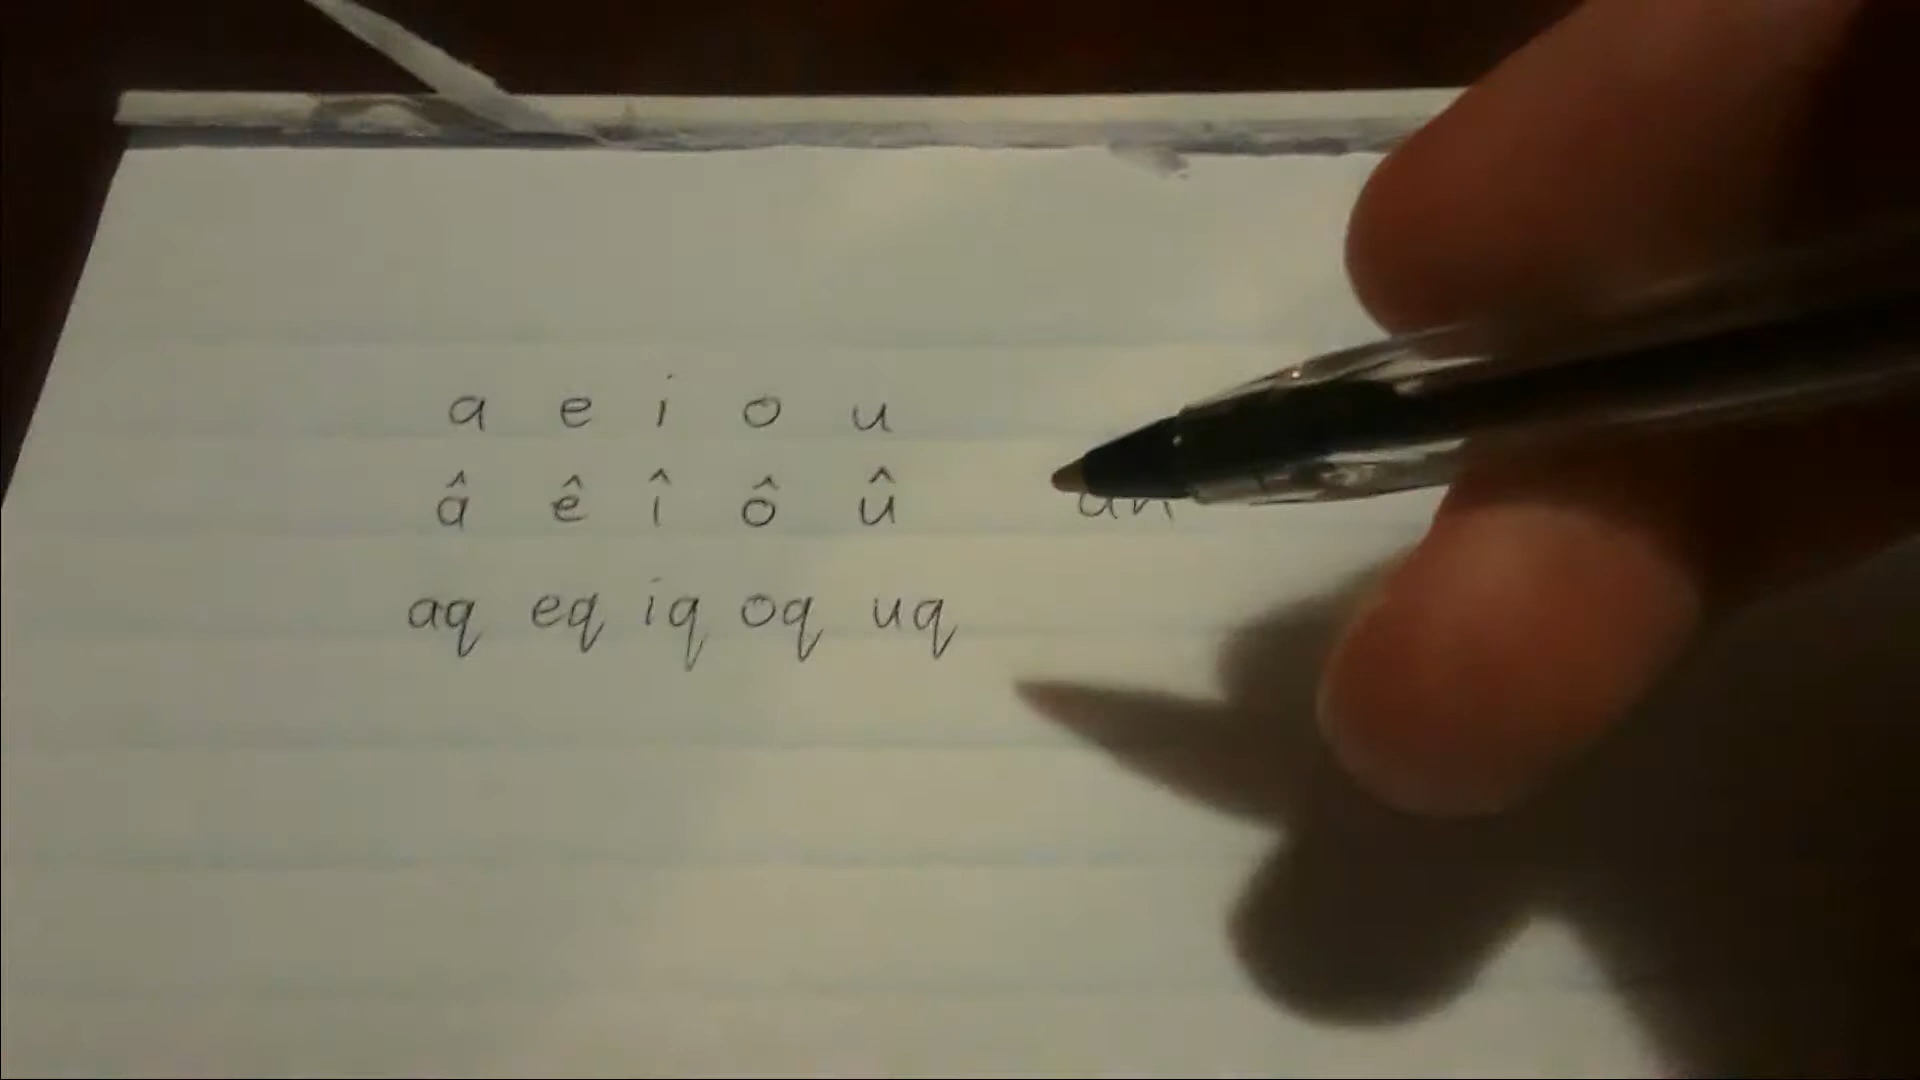 a e i o u
â ê î ô û
aq eq iq oq uq